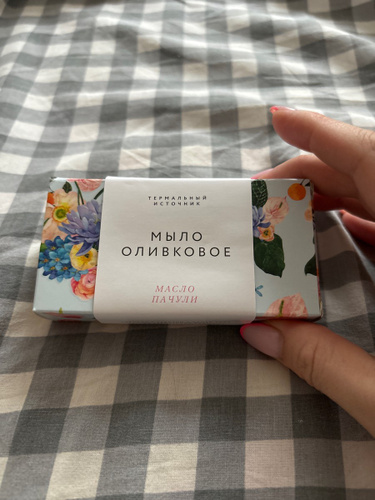 ТЕРМАЛЬНЫЙ
ИСТОЧНИК
МЫЛО
ОЛИВКОВОЕ
МАСЛО
ПАЧУЛИ